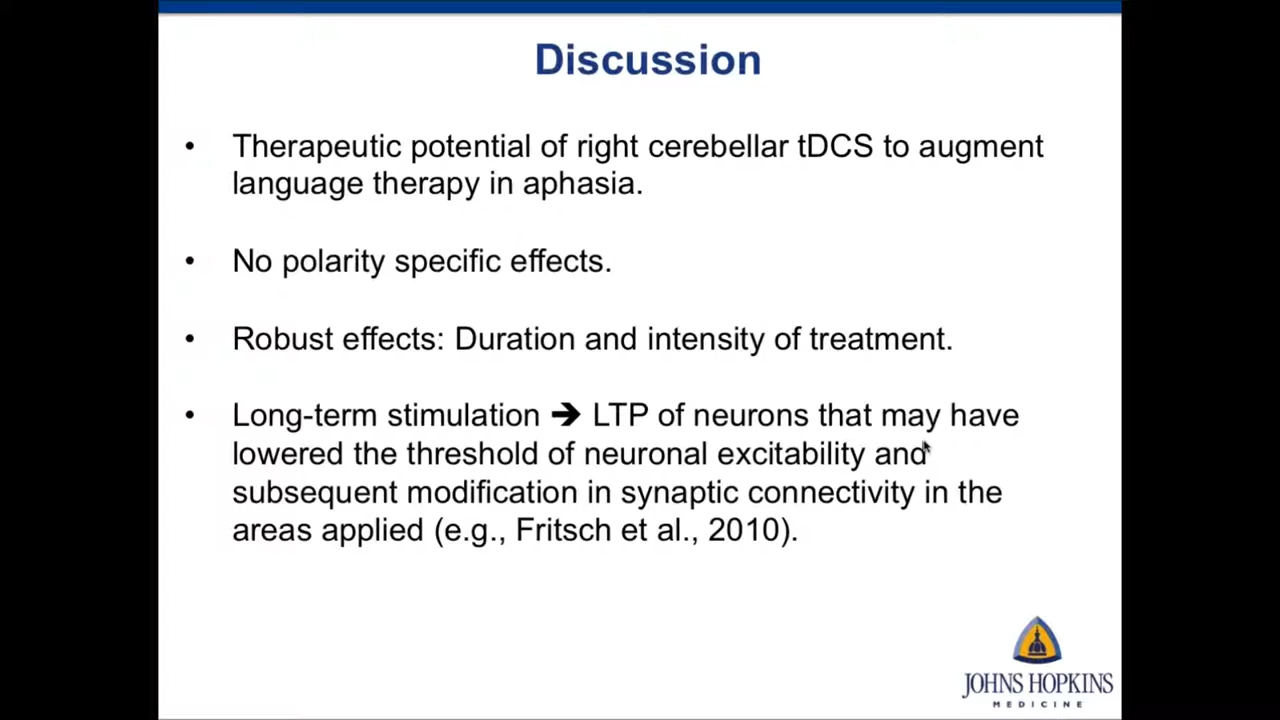 Discussion
• Therapeutic potential of right cerebellar tDCS to augment
language therapy in aphasia.
• No polarity specific effects.
• Robust effects: Duration and intensity of treatment.
• Long-term stimulation ➔ LTP of neurons that may have
lowered the threshold of neuronal excitability and
subsequent modification in synaptic connectivity in the
areas applied (e.g., Fritsch et al., 2010).
JOHNS HOPKINS
MEDICINE